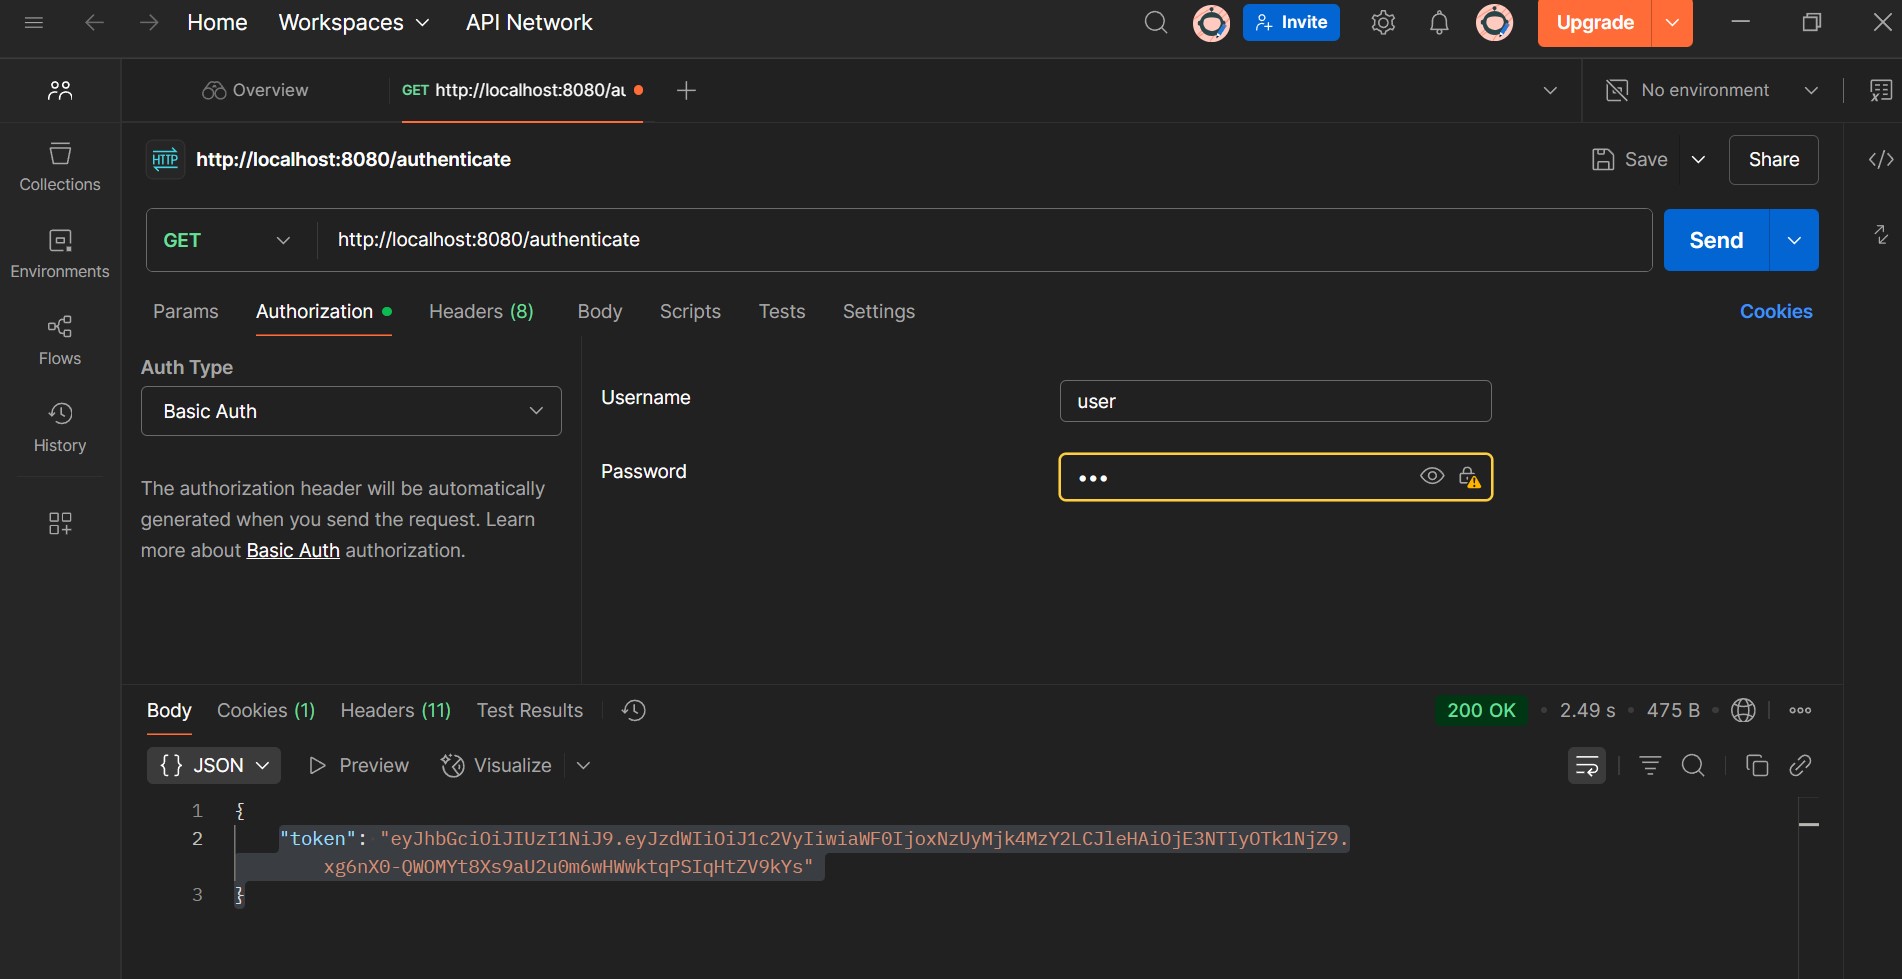 Home
Workspaces
API Network
Invite
Upgrade
Overview
GET http://localhost:8080/au
No environment
Collections
Environments
Flows
History
HTTP
http://localhost:8080/authenticate
Save
Share
GET
http://localhost:8080/authenticate
Send
Params
Authorization
Headers (8)
Body
Scripts
Tests
Settings
Cookies
Auth Type
Basic Auth
The authorization header will be automatically
generated when you send the request. Learn
more about Basic Auth authorization.
Username
user
Password
•••
Body
Cookies (1)
Headers (11)
Test Results
200 OK
2.49 s
475 B
{} JSON
Preview
Visualize
1 {
2 "token": "eyJhbGciOiJIUzI1NiJ9.eyJzdWIiOiJ1c2VyIiwiaWF0IjoxNzUyMjk4MzY2LCJleHAiOjE3NTIyOTk1NjZ9.
xg6nX0-QWOMYt8Xs9aU2u0m6wHWwktqPSIqHtZV9kYs"
3 }